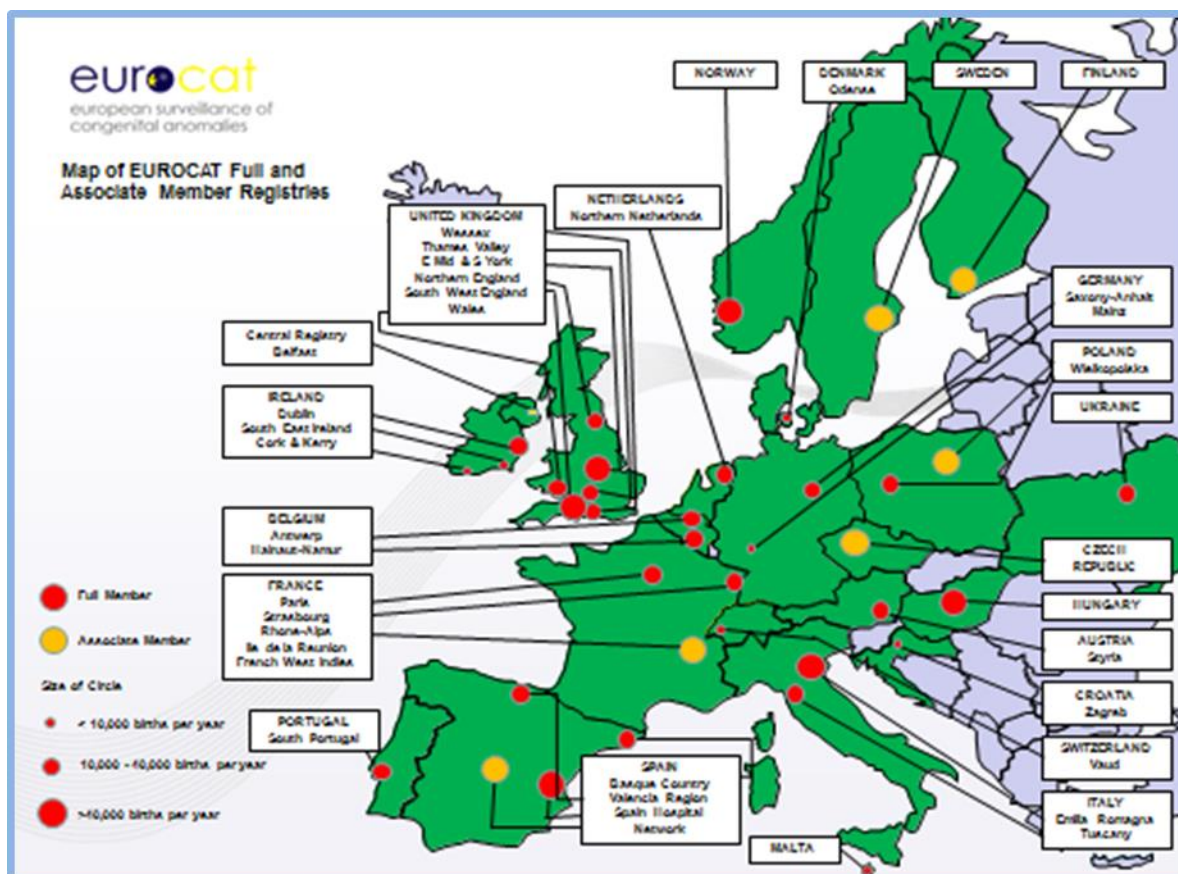 eurocat
european surveillance of
congenital anomalies
Map of EUROCAT Full and
Associate Member Registries
NORWAY
DENMARK
Odense
SWEDEN
FINLAND
NETHERLANDS
Northern Netherlands
UNITED KINGDOM
Wessex
Thames Valley
E Mid & S York
Northern England
South West England
Wales
Central Registry
Belfast
IRELAND
Dublin
South East Ireland
Cork & Kerry
BELGIUM
Antwerp
Hainaut-Namur
FRANCE
Paris
Strasbourg
Rhone-Alps
Ile de la Reunion
French West Indies
PORTUGAL
South Portugal
SPAIN
Basque Country
Valencia Region
Spain Hospital
Network
MALTA
GERMANY
Saxony-Anhalt
Mainz
POLAND
Wielkopolska
UKRAINE
CZECH
REPUBLIC
HUNGARY
AUSTRIA
Styria
CROATIA
Zagreb
SWITZERLAND
Vaud
ITALY
Emilia Romagna
Tuscany
Full Member
Associate Member
Size of Circle
< 10,000 births per year
10,000 - 40,000 births per year
>40,000 births per year